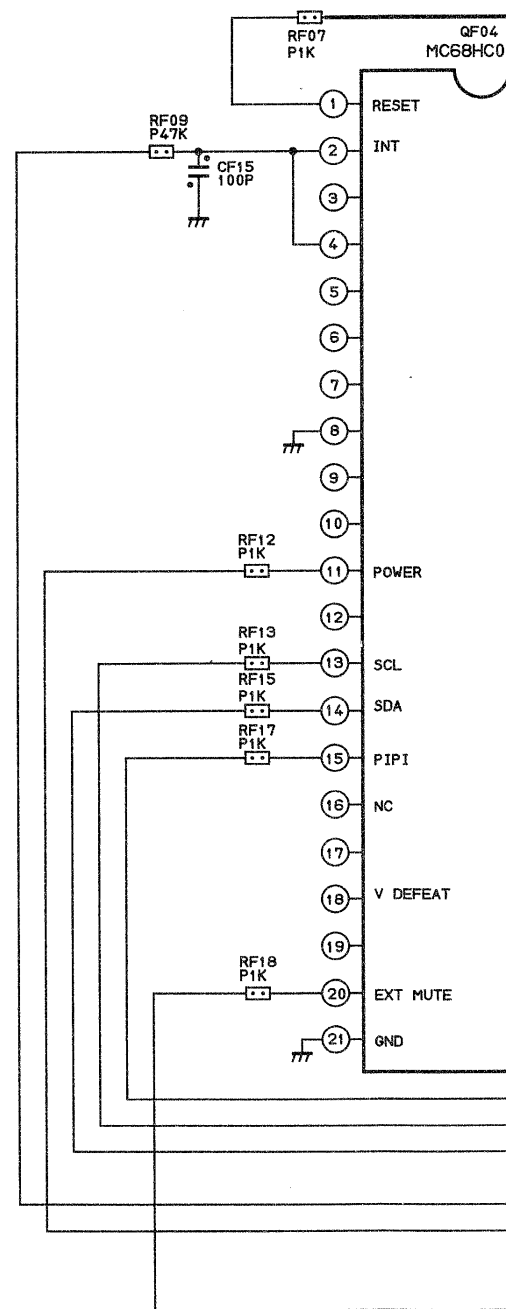 RF07
P1K
QF04
MC68HC0
1
RESET
RF09
P47K
2
INT
CF15
100P
3
4
5
6
7
8
9
10
RF12
P1K
11
POWER
12
RF13
P1K
13
SCL
RF15
P1K
14
SDA
RF17
P1K
15
PIPI
16
NC
17
18
V DEFEAT
19
RF18
P1K
20
EXT MUTE
21
GND